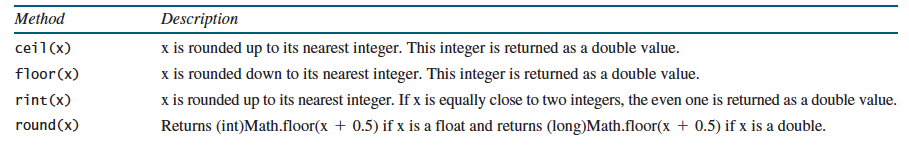 Method Description
ceil(x) x is rounded up to its nearest integer. This integer is returned as a double value.
floor(x) x is rounded down to its nearest integer. This integer is returned as a double value.
rint(x) x is rounded up to its nearest integer. If x is equally close to two integers, the even one is returned as a double value.
round(x) Returns (int)Math.floor(x + 0.5) if x is a float and returns (long)Math.floor(x + 0.5) if x is a double.